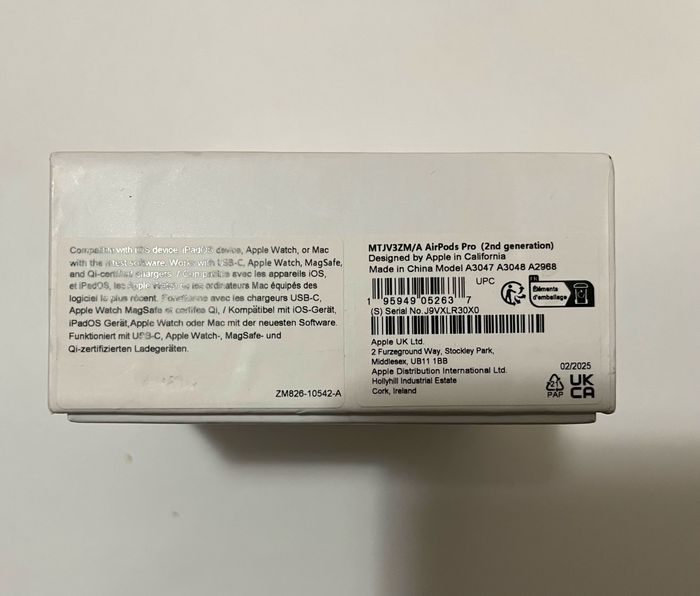 Compatible with iOS device, iPadOS device, Apple Watch, or Mac
with the latest software. Works with USB-C, Apple Watch, MagSafe,
and Qi-certified chargers. / Compatible avec les appareils iOS,
et iPadOS, les Apple Watch et les ordinateurs Mac équipés des
logiciel le plus récent. Fonctionne avec les chargeurs USB-C,
Apple Watch MagSafe et certifés Qi, / Kompatibel mit iOS-Gerät,
iPadOS Gerät,Apple Watch oder Mac mit der neuesten Software.
Funktioniert mit USB-C, Apple Watch-, MagSafe- und
Qi-zertifizierten Ladegeräten.
ZM826-10542-A
MTJV3ZM/A AirPods Pro (2nd generation)
Designed by Apple in California
Made in China Model A3047 A3048 A2968
1 95949 05263 7
UPC
FR
Éléments
d'emballage
(S) Serial No.J9VXLR30X0
Apple UK Ltd.
2 Furzeground Way, Stockley Park,
Middlesex, UB11 1BB
Apple Distribution International Ltd.
Hollyhill Industrial Estate
Cork, Ireland
02/2025
21
PAP
UK
CA